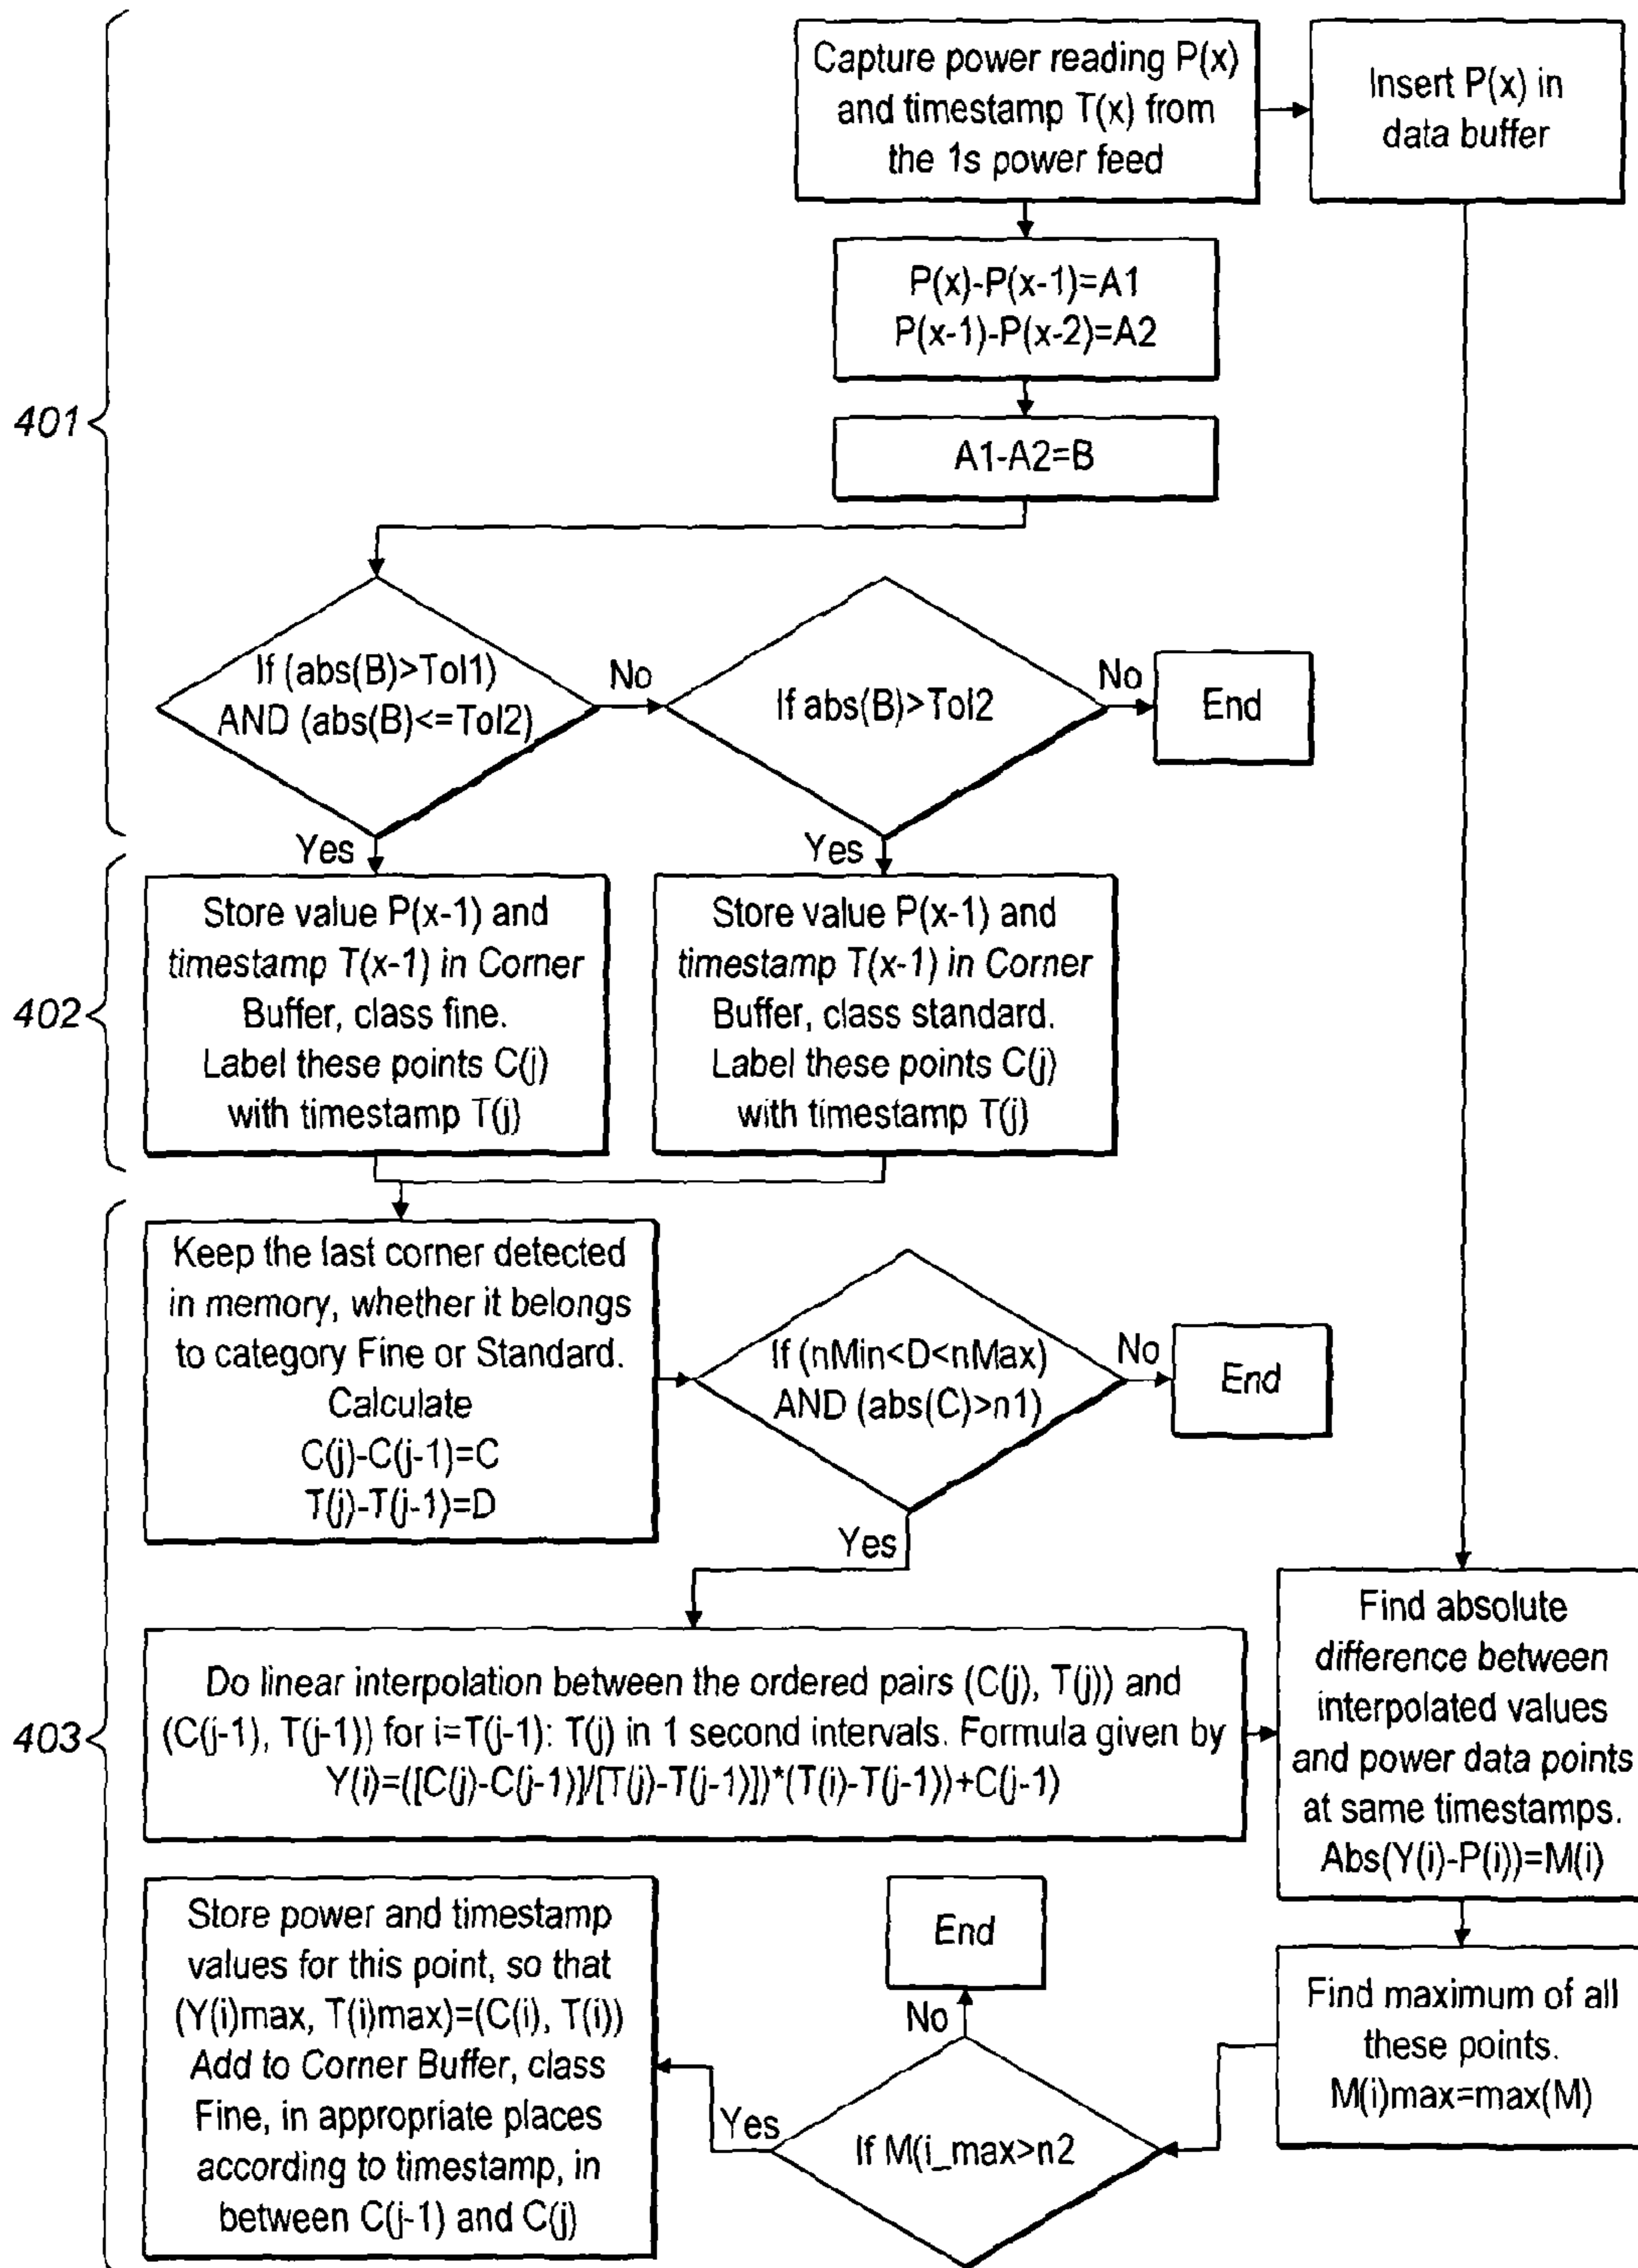 Capture power reading P(x)
and timestamp T(x) from
the 1s power feed
Insert P(x) in
data buffer
P(x)-P(x-1)=A1
P(x-1)-P(x-2)=A2
401
A1-A2=B
If (abs(B)>Tol1)
AND (abs(B)<=Tol2)
No
If abs(B)>Tol2
No
End
Yes
Yes
402
Store value P(x-1) and
timestamp T(x-1) in Corner
Buffer, class fine.
Label these points C(j)
with timestamp T(j)
Store value P(x-1) and
timestamp T(x-1) in Corner
Buffer, class standard.
Label these points C(j)
with timestamp T(j)
403
Keep the last corner detected
in memory, whether it belongs
to category Fine or Standard.
Calculate
C(j)-C(j-1)=C
T(j)-T(j-1)=D
If (nMin<D<nMax)
AND (abs(C)>n1)
No
End
Yes
Do linear interpolation between the ordered pairs (C(j), T(j)) and
(C(j-1), T(j-1)) for i=T(j-1): T(j) in 1 second intervals. Formula given by
Y(i)=([C(j)-C(j-1)]/[T(j)-T(j-1)])*(T(i)-T(j-1))+C(j-1)
Find absolute
difference between
interpolated values
and power data points
at same timestamps.
Abs(Y(i)-P(i))=M(i)
Find maximum of all
these points.
M(i)max=max(M)
If M(i_max>n2
No
End
Yes
Store power and timestamp
values for this point, so that
(Y(i)max, T(i)max)=(C(i), T(i))
Add to Corner Buffer, class
Fine, in appropriate places
according to timestamp, in
between C(j-1) and C(j)